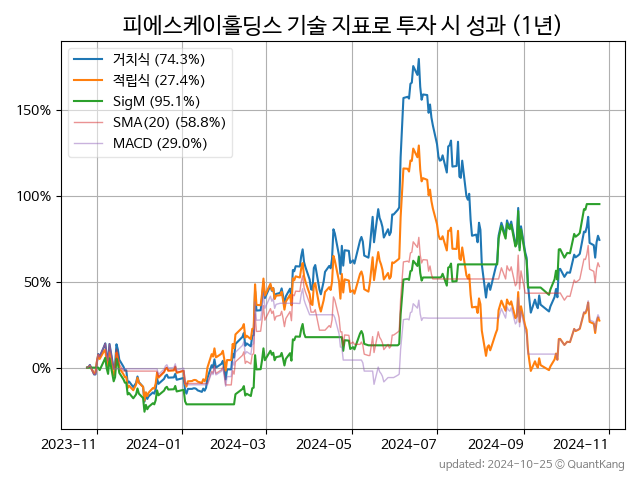 피에스케이홀딩스 기술 지표로 투자 시 성과 (1년)
거치식 (74.3%)
적립식 (27.4%)
SigM (95.1%)
SMA(20) (58.8%)
MACD (29.0%)
150%
100%
50%
0%
2023-11 2024-01 2024-03 2024-05 2024-07 2024-09 2024-11
updated: 2024-10-25 © QuantKang